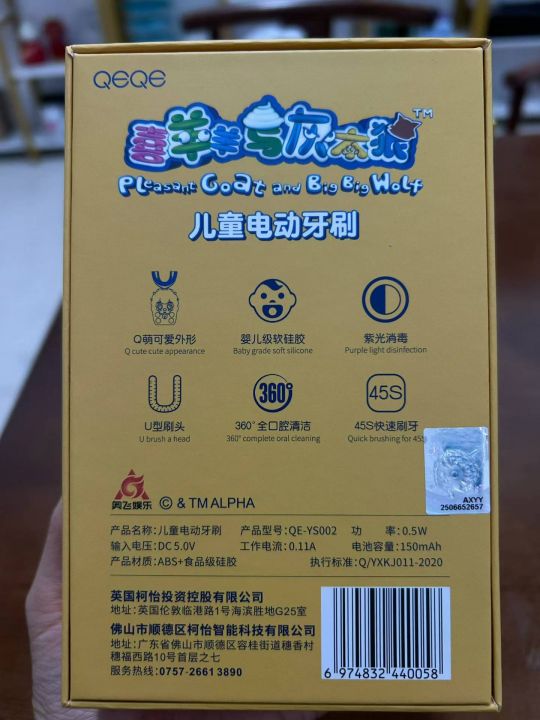 QEQE
喜羊羊与灰太狼™
Pleasant Goat and Big Big Wolf
儿童电动牙刷
Q萌可爱外形
Q cute cute appearance
婴儿级软硅胶
Baby grade soft silicone
紫光消毒
Purple light disinfection
U型刷头
U brush a head
360°
360°全口腔清洁
360° complete oral cleaning
45S
45S快速刷牙
Quick brushing for 45S
奥飞娱乐
© & TM ALPHA
AXYY
2506652657
产品名称:儿童电动牙刷 产品型号:QE-YS002 功 率:0.5W
输入电压:DC 5.0V 工作电流:0.11A 电池容量:150mAh
产品材质:ABS+食品级硅胶 执行标准:Q/YXKJ011-2020
英国柯怡投资控股有限公司
地址:英国伦敦临港路1号海滨胜地G25室
佛山市顺德区柯怡智能科技有限公司
地址:广东省佛山市顺德区容桂街道穗香村
穗福西路10号首层之七
服务热线:0757-2661 3890
6 974832 440058